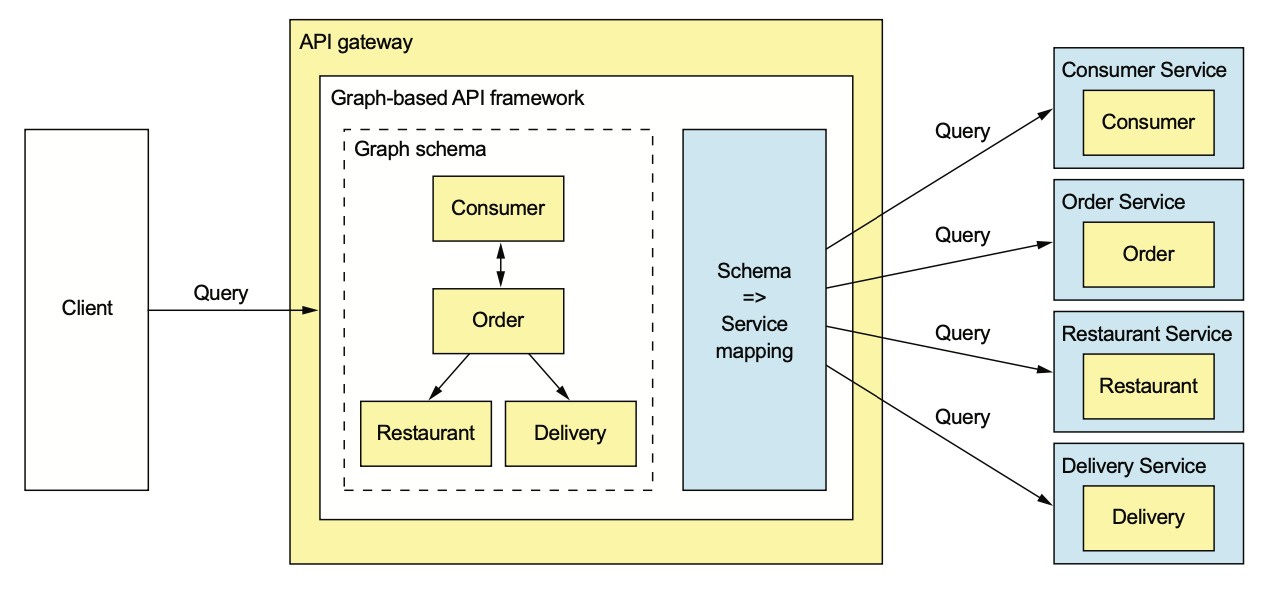 API gateway
Graph-based API framework
Graph schema
Client
Query
Consumer
Order
Restaurant
Delivery
Schema
=>
Service
mapping
Query
Query
Query
Query
Consumer Service
Consumer
Order Service
Order
Restaurant Service
Restaurant
Delivery Service
Delivery